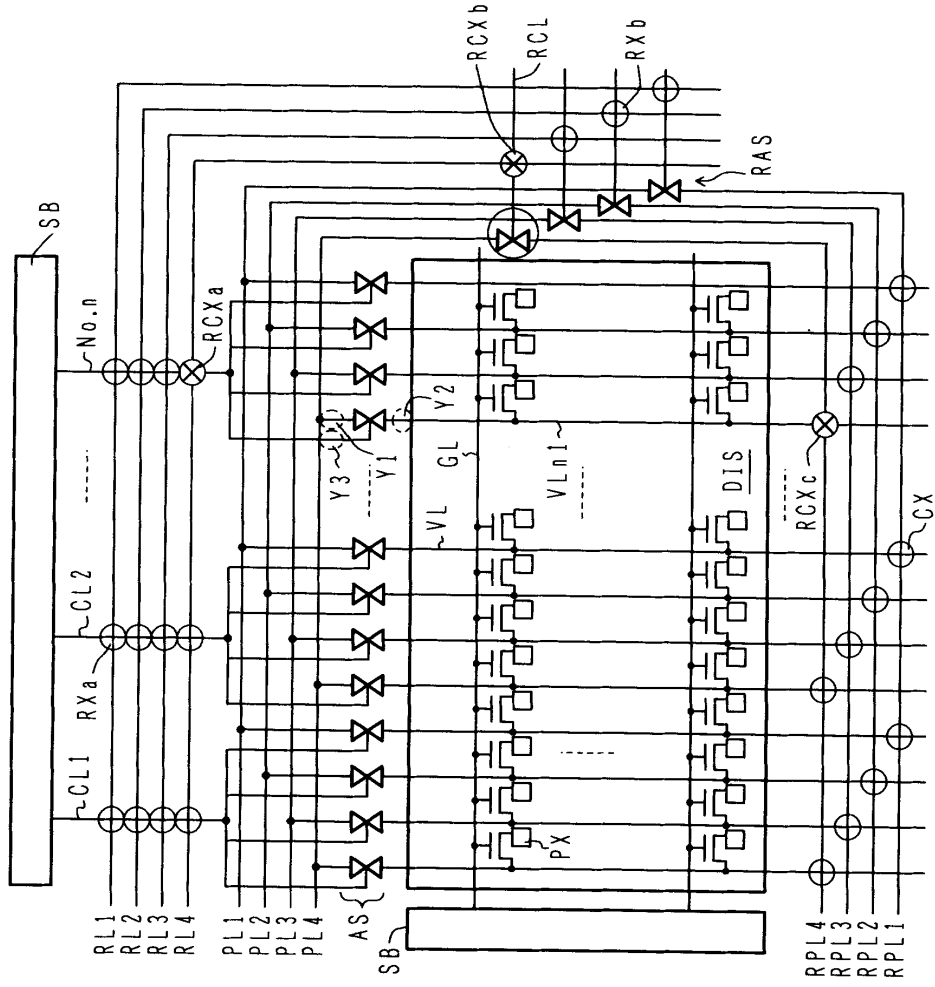 SB
No.n
CL2
CL1
RXa
RCXa
RCXb
RCL
RXb
RAS
RL1
RL2
RL3
RL4
PL1
PL2
PL3
PL4
AS
Y3
Y1
Y2
GL
VL
VLn1
DIS
PX
SB
RCXc
CX
RPL4
RPL3
RPL2
RPL1